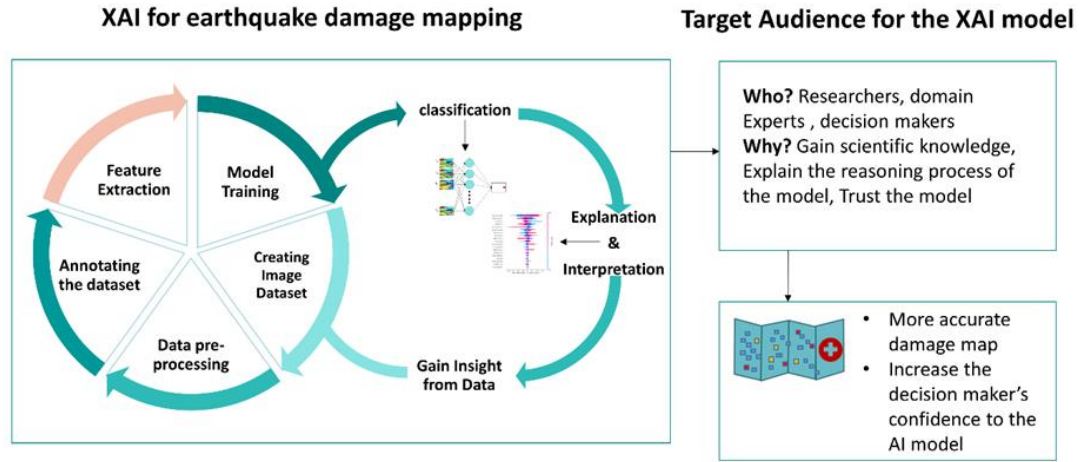 XAI for earthquake damage mapping
Target Audience for the XAI model
Feature
Extraction
Model
Training
Creating
Image
Dataset
Data pre-
processing
Annotating
the dataset
classification
Explanation
&
Interpretation
Gain Insight
from Data
Who? Researchers, domain
Experts , decision makers
Why? Gain scientific knowledge,
Explain the reasoning process of
the model, Trust the model
• More accurate
damage map
• Increase the
decision maker's
confidence to the
AI model